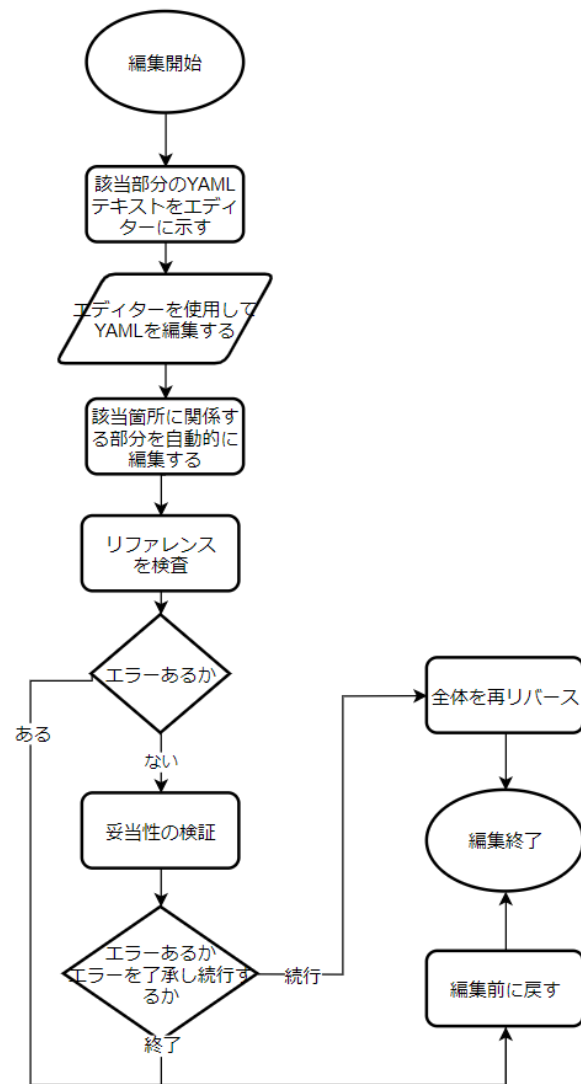 編集開始
該当部分のYAML
テキストをエディ
ターに示す
エディターを使用して
YAMLを編集する
該当箇所に関係す
る部分を自動的に
編集する
リファレンス
を検査
エラーあるか
ある
ない
妥当性の検証
エラーあるか
エラーを了承し続行す
るか
続行
終了
全体を再リバース
編集終了
編集前に戻す